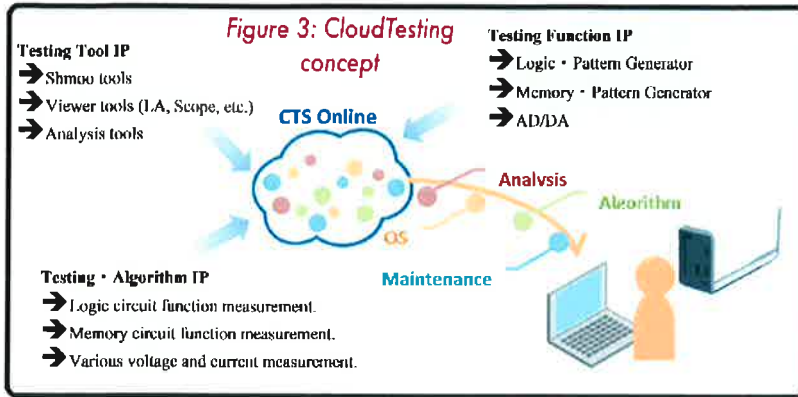 Figure 3: CloudTesting
concept
Testing Tool IP
➔ Shmoo tools
➔ Viewer tools (LA, Scope, etc.)
➔ Analysis tools
Testing Function IP
➔ Logic・Pattern Generator
➔ Memory・Pattern Generator
➔ AD/DA
CTS Online
Analysis
Algorithm
OS
Maintenance
Testing・Algorithm IP
➔ Logic circuit function measurement.
➔ Memory circuit function measurement.
➔ Various voltage and current measurement.